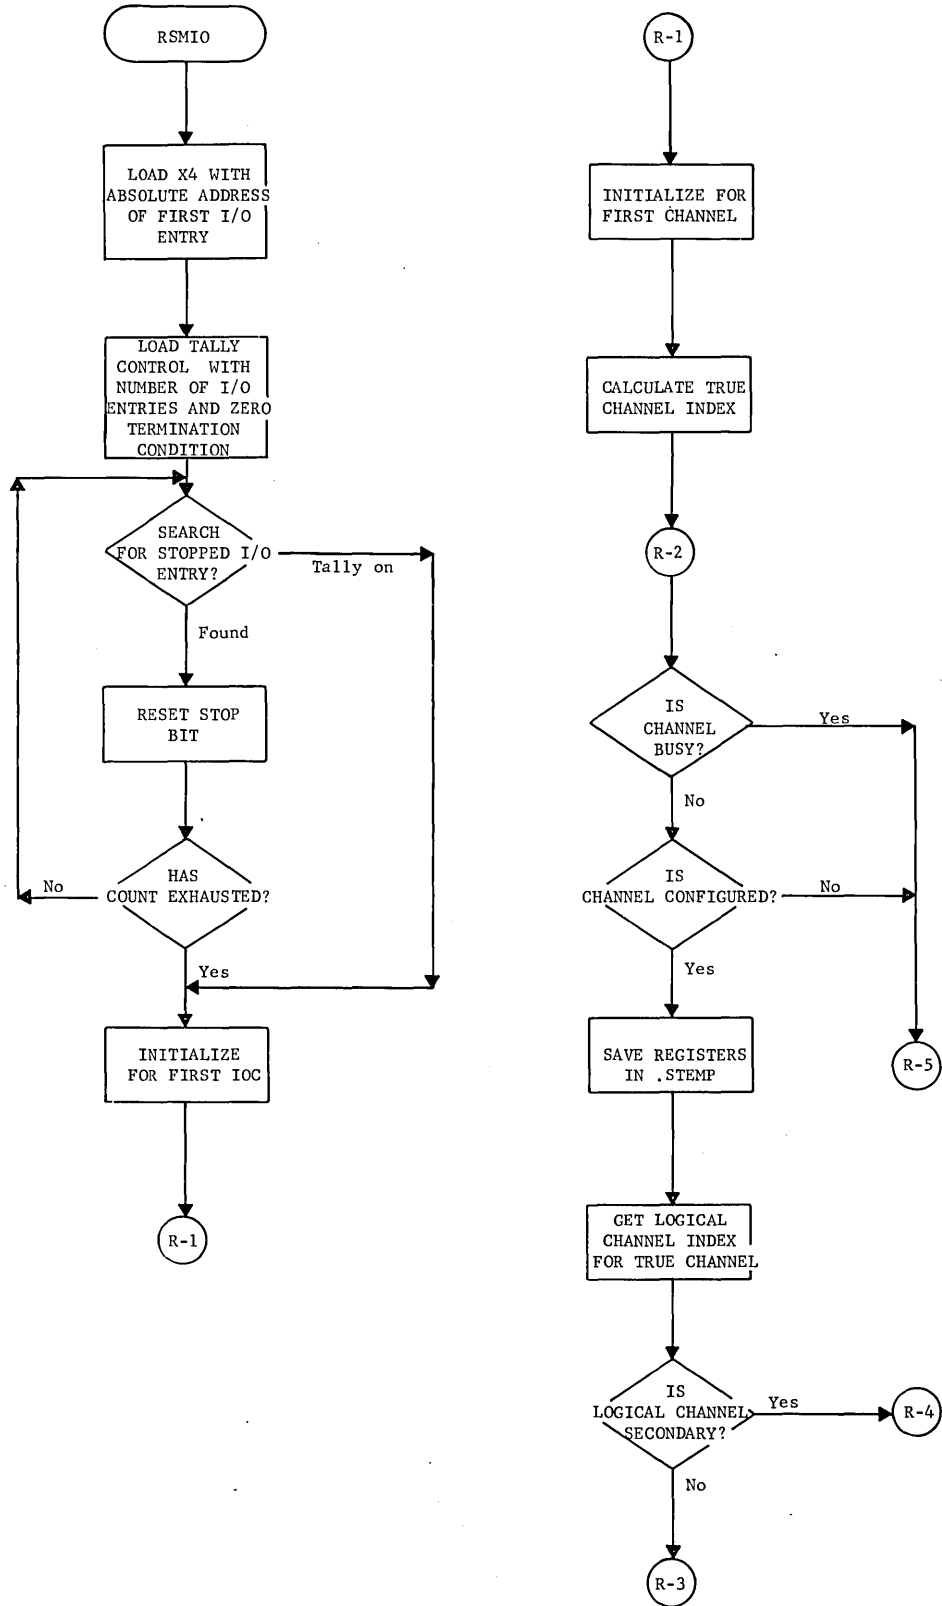 RSMIO
LOAD X4 WITH
ABSOLUTE ADDRESS
OF FIRST I/O
ENTRY
LOAD TALLY
CONTROL WITH
NUMBER OF I/O
ENTRIES AND ZERO
TERMINATION
CONDITION
SEARCH
FOR STOPPED I/O
ENTRY?
Tally on
Found
RESET STOP
BIT
HAS
COUNT EXHAUSTED?
No
Yes
INITIALIZE
FOR FIRST IOC
R-1
R-1
INITIALIZE FOR
FIRST CHANNEL
CALCULATE TRUE
CHANNEL INDEX
R-2
IS
CHANNEL
BUSY?
Yes
No
IS
CHANNEL CONFIGURED?
No
Yes
SAVE REGISTERS
IN .STEMP
R-5
GET LOGICAL
CHANNEL INDEX
FOR TRUE CHANNEL
IS
LOGICAL CHANNEL
SECONDARY?
Yes
R-4
No
R-3